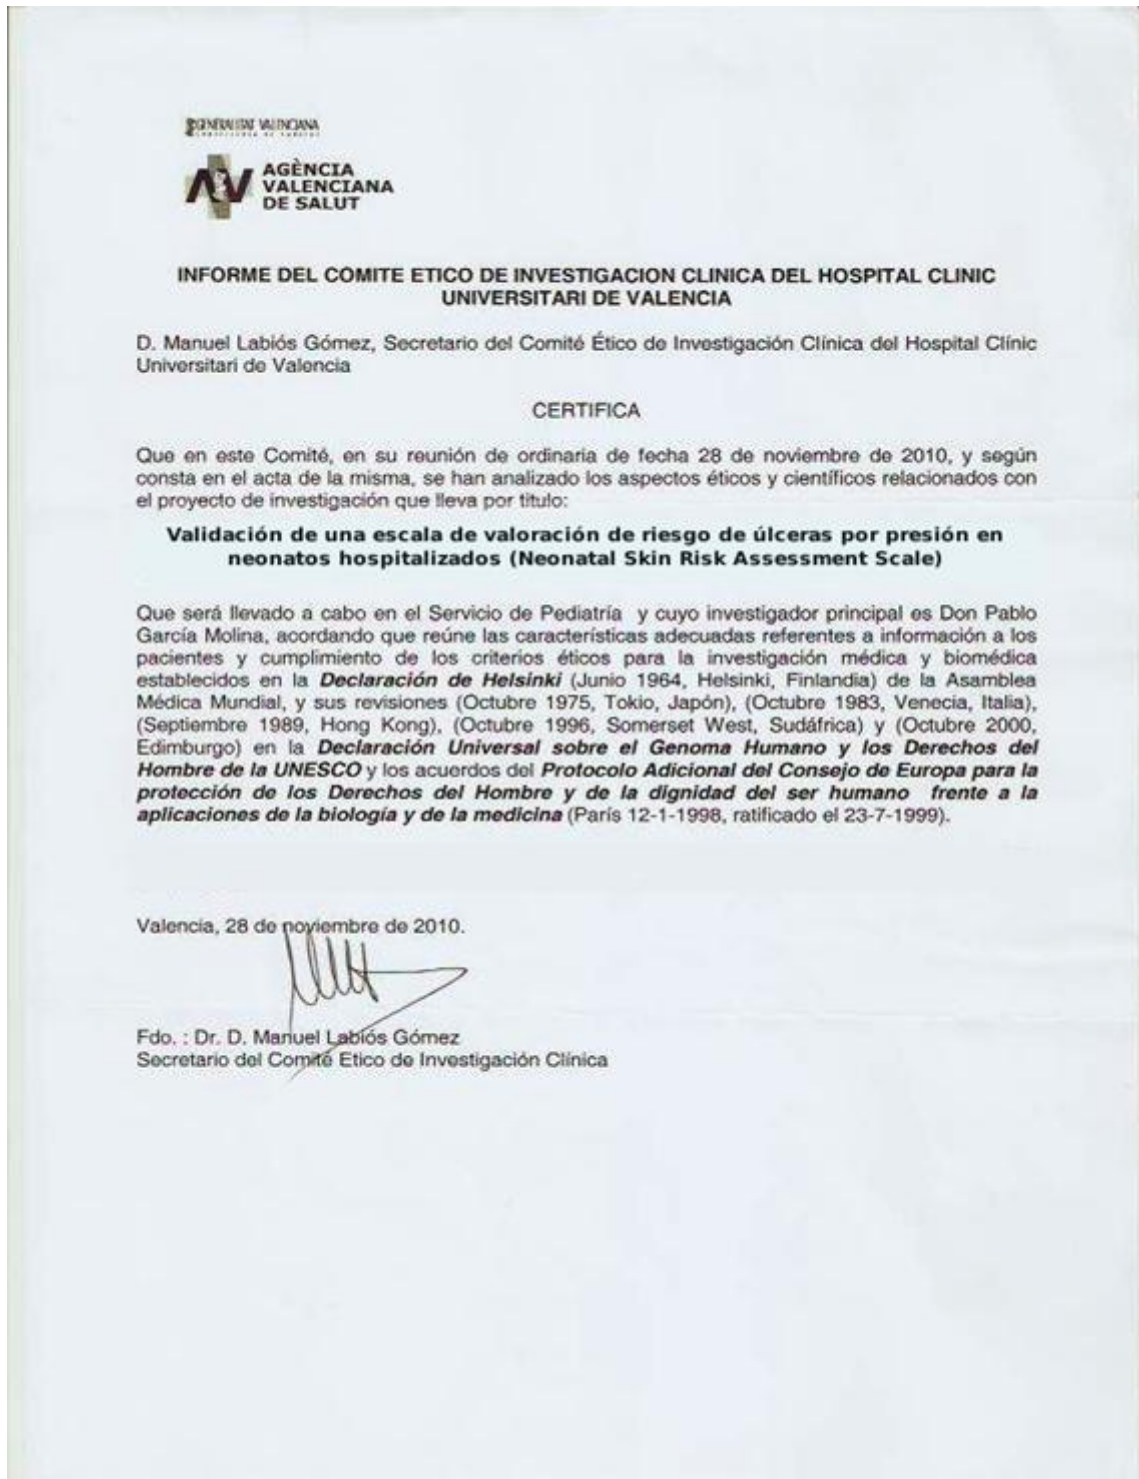 GENERALITAT VALENCIANA
AGÈNCIA
VALENCIANA
DE SALUT
INFORME DEL COMITE ETICO DE INVESTIGACION CLINICA DEL HOSPITAL CLINIC
UNIVERSITARI DE VALENCIA
D. Manuel Labiós Gómez, Secretario del Comité Ético de Investigación Clínica del Hospital Clínic
Universitari de Valencia
CERTIFICA
Que en este Comité, en su reunión de ordinaria de fecha 28 de noviembre de 2010, y según
consta en el acta de la misma, se han analizado los aspectos éticos y científicos relacionados con
el proyecto de investigación que lleva por título:
Validación de una escala de valoración de riesgo de úlceras por presión en
neonatos hospitalizados (Neonatal Skin Risk Assessment Scale)
Que será llevado a cabo en el Servicio de Pediatría y cuyo investigador principal es Don Pablo
García Molina, acordando que reúne las características adecuadas referentes a información a los
pacientes y cumplimiento de los criterios éticos para la investigación médica y biomédica
establecidos en la Declaración de Helsinki (Junio 1964, Helsinki, Finlandia) de la Asamblea
Médica Mundial, y sus revisiones (Octubre 1975, Tokio, Japón), (Octubre 1983, Venecia, Italia),
(Septiembre 1989, Hong Kong), (Octubre 1996, Somerset West, Sudáfrica) y (Octubre 2000,
Edimburgo) en la Declaración Universal sobre el Genoma Humano y los Derechos del
Hombre de la UNESCO y los acuerdos del Protocolo Adicional del Consejo de Europa para la
protección de los Derechos del Hombre y de la dignidad del ser humano frente a la
aplicaciones de la biología y de la medicina (París 12-1-1998, ratificado el 23-7-1999).
Valencia, 28 de noviembre de 2010.
Fdo. : Dr. D. Manuel Labiós Gómez
Secretario del Comité Etico de Investigación Clínica